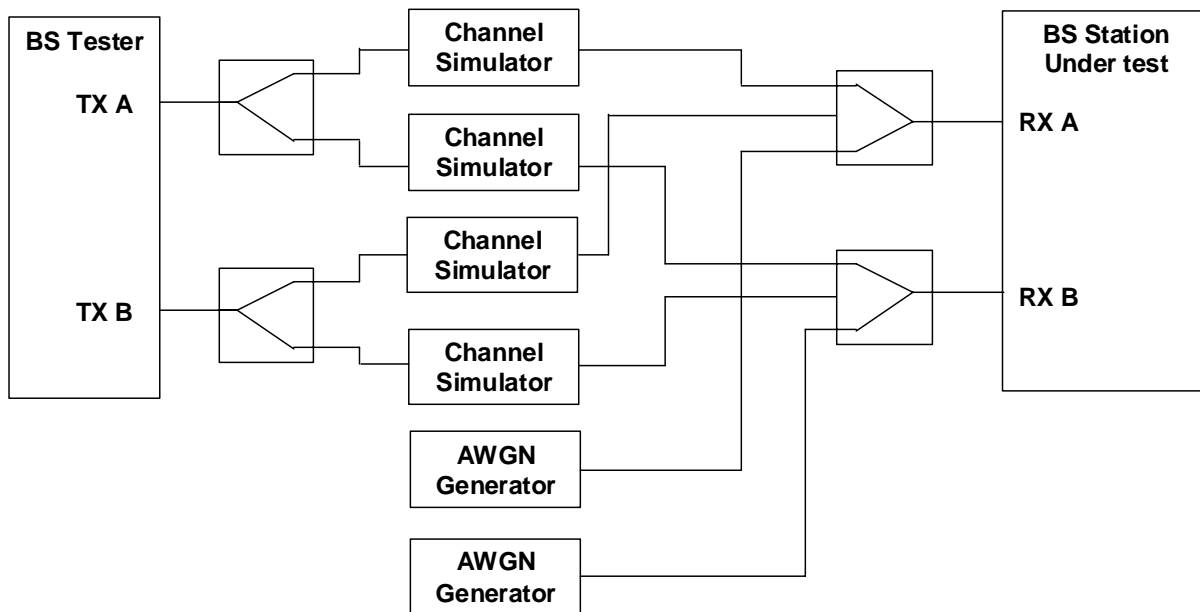 BS Tester
TX A
TX B
Channel
Simulator
Channel
Simulator
Channel
Simulator
Channel
Simulator
AWGN
Generator
AWGN
Generator
BS Station
Under test
RX A
RX B